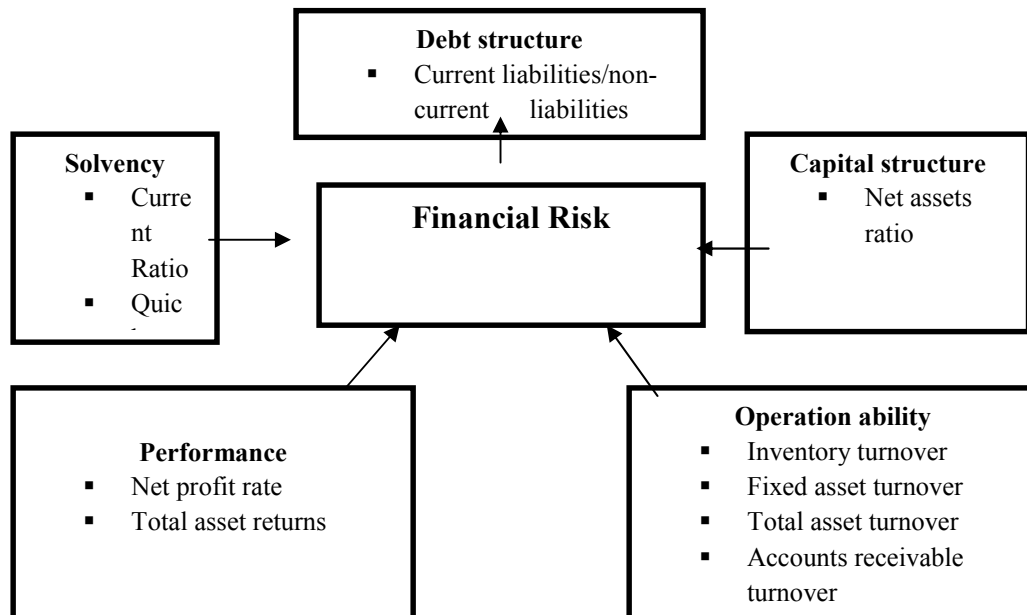 Debt structure
▪ Current liabilities/non-
current liabilities
Solvency
▪ Curre
nt
Ratio
▪ Quic
Financial Risk
Capital structure
▪ Net assets
ratio
Performance
▪ Net profit rate
▪ Total asset returns
Operation ability
▪ Inventory turnover
▪ Fixed asset turnover
▪ Total asset turnover
▪ Accounts receivable
turnover